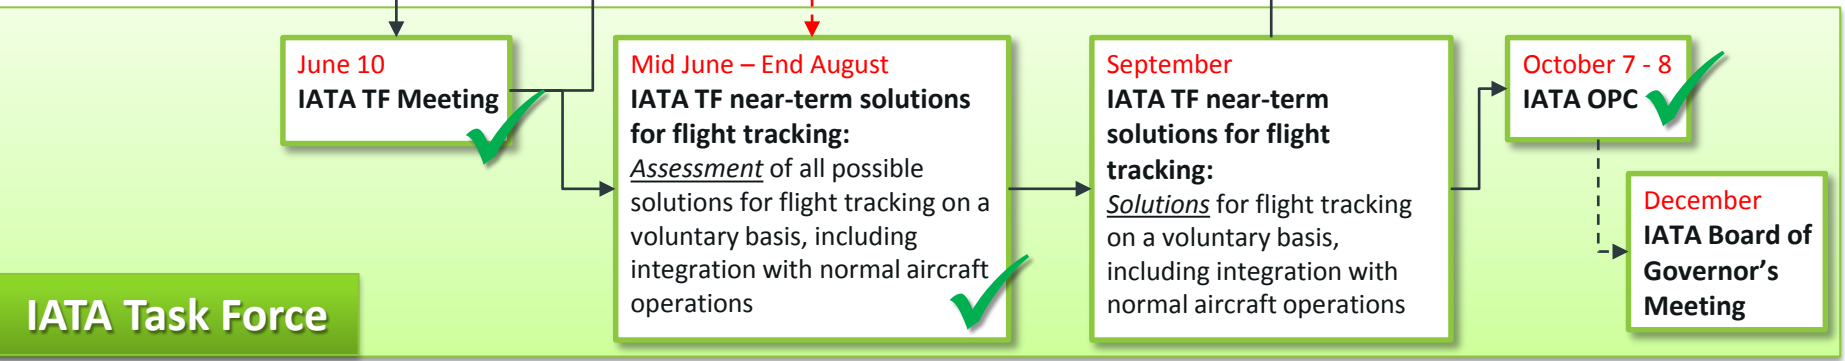 June 10
IATA TF Meeting
Mid June – End August
IATA TF near-term solutions
for flight tracking:
Assessment of all possible
solutions for flight tracking on a
voluntary basis, including
integration with normal aircraft
operations
September
IATA TF near-term
solutions for flight
tracking:
Solutions for flight tracking
on a voluntary basis,
including integration with
normal aircraft operations
October 7 - 8
IATA OPC
December
IATA Board of
Governor’s
Meeting
IATA Task Force